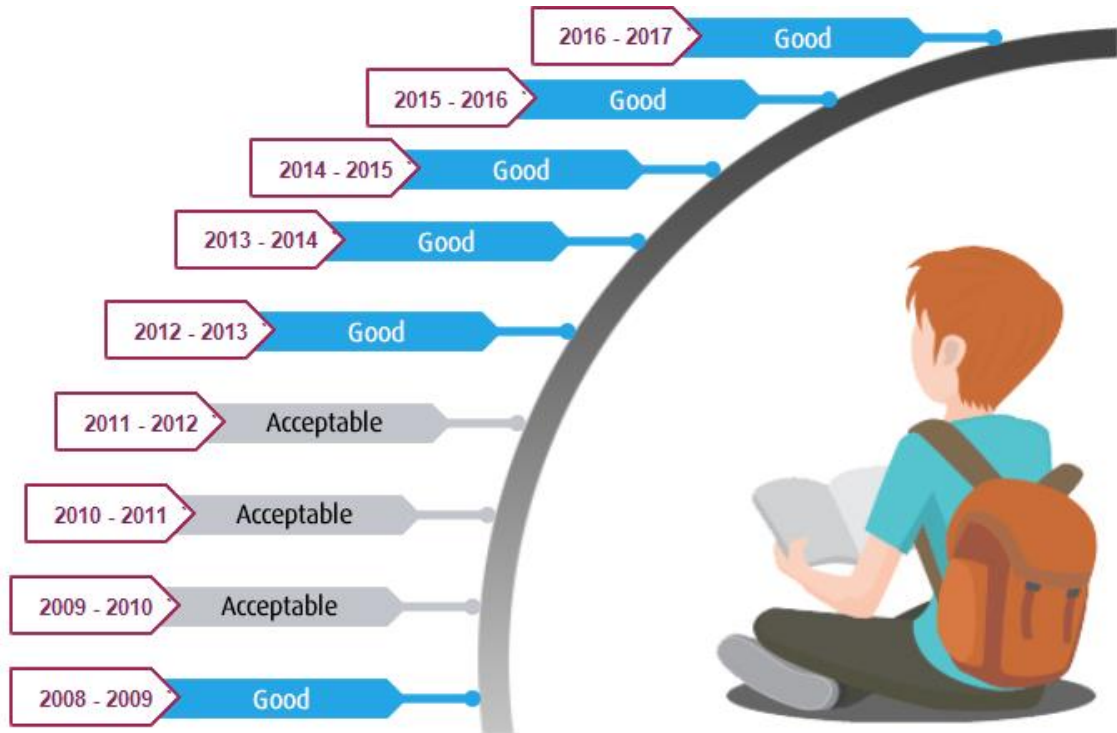 2016 - 2017 Good
2015 - 2016 Good
2014 - 2015 Good
2013 - 2014 Good
2012 - 2013 Good
2011 - 2012 Acceptable
2010 - 2011 Acceptable
2009 - 2010 Acceptable
2008 - 2009 Good